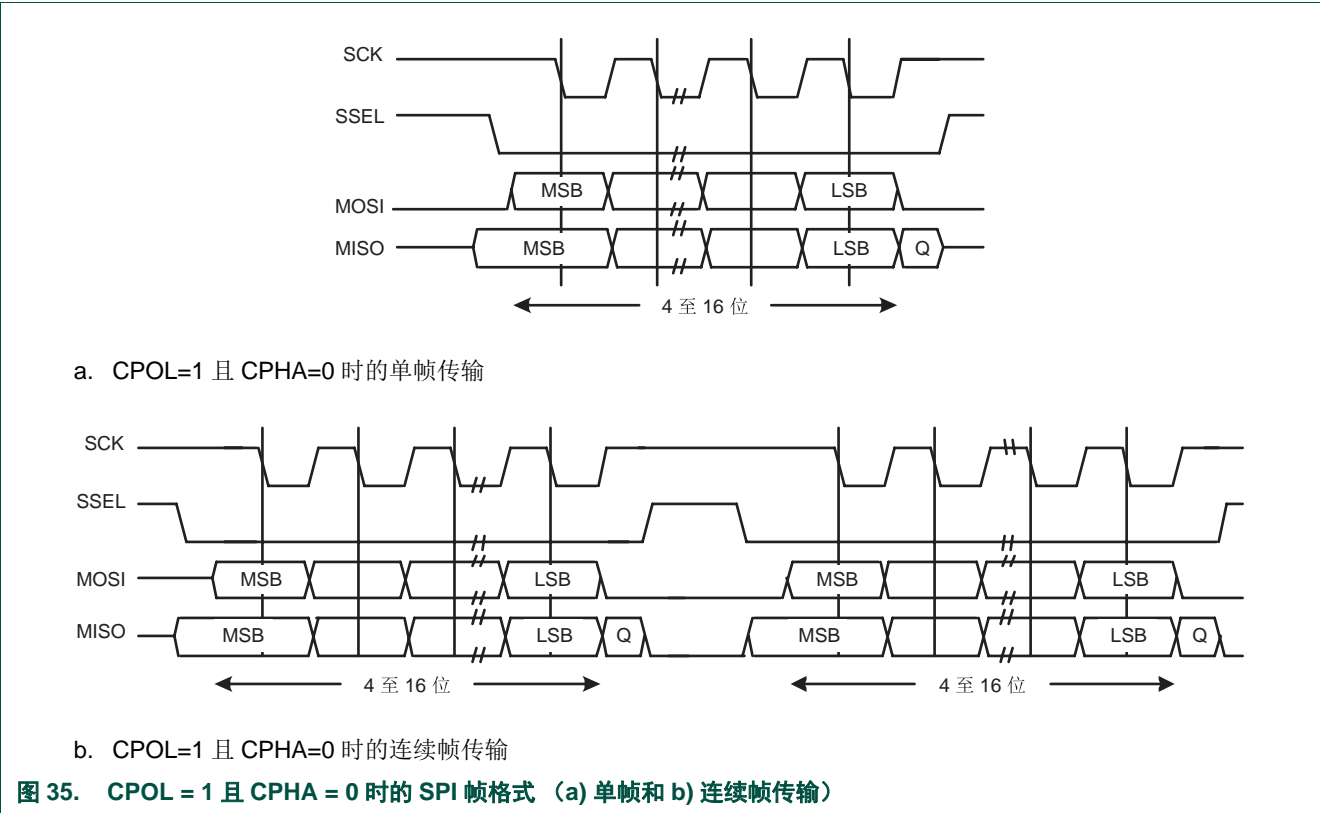 SCK
SSEL
MSB LSB
MOSI
MISO MSB LSB Q
4 至 16 位
a. CPOL=1 且 CPHA=0 时的单帧传输
SCK
SSEL
MOSI MSB LSB MSB LSB
MISO MSB LSB Q MSB LSB Q
4 至 16 位 4 至 16 位
b. CPOL=1 且 CPHA=0 时的连续帧传输
图 35. CPOL = 1 且 CPHA = 0 时的 SPI 帧格式 （a) 单帧和 b) 连续帧传输）